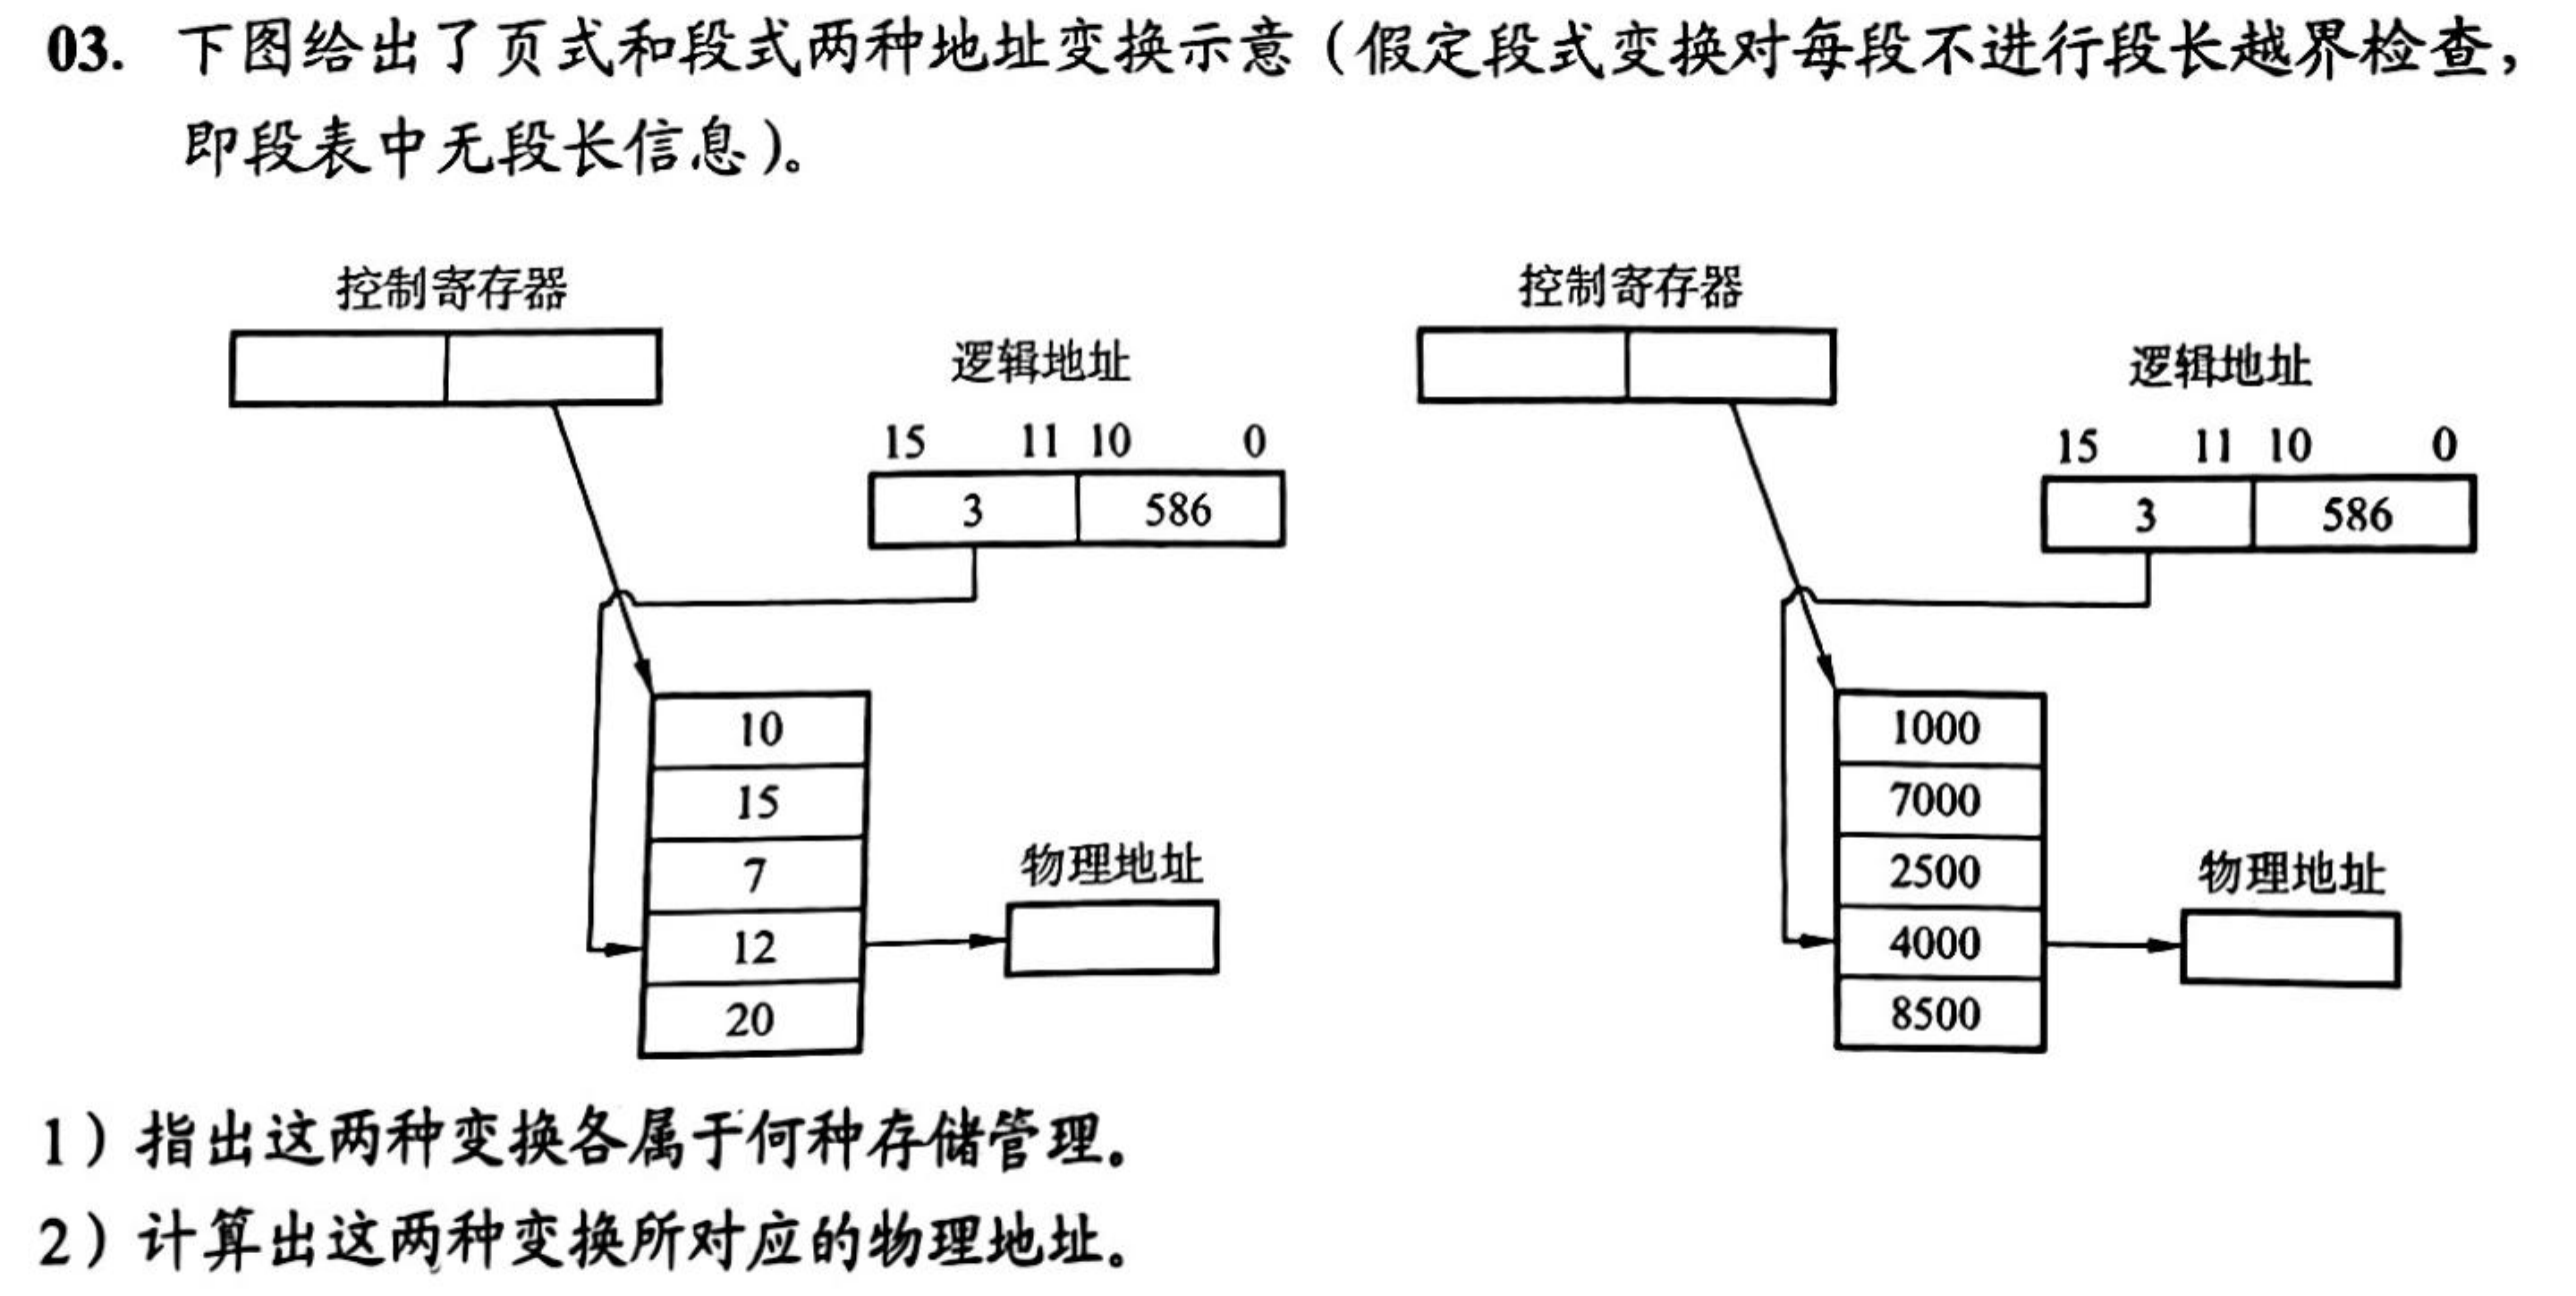 03. 下图给出了页式和段式两种地址变换示意（假定段式变换对每段不进行段长越界检查，
即段表中无段长信息）。
控制寄存器
逻辑地址
15 11 10 0
3 586
10
15
7
12
20
物理地址
控制寄存器
逻辑地址
15 11 10 0
3 586
1000
7000
2500
4000
8500
物理地址
1）指出这两种变换各属于何种存储管理。
2）计算出这两种变换所对应的物理地址。